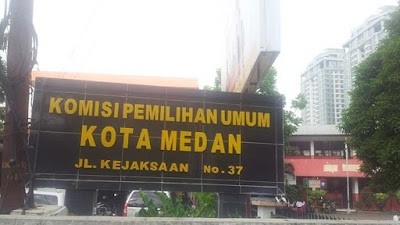 KOMISI PEMILIHAN UMUM
KOTA MEDAN
JL. KEJAKSAAN No. 37